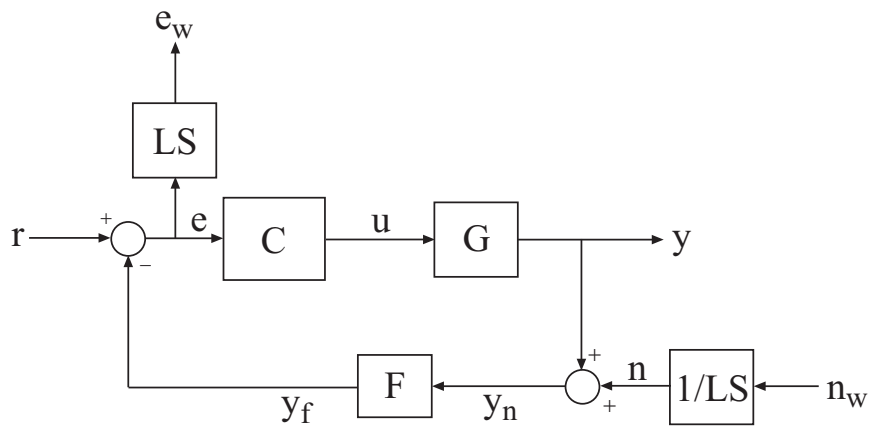 e_w
LS
r
+
−
e
C
u
G
y
+
+
n
1/LS
n_w
y_n
F
y_f